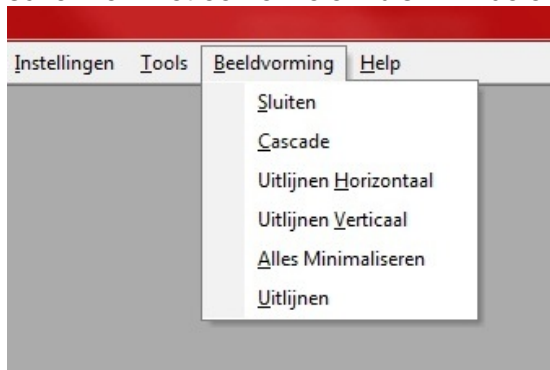 Instellingen Tools Beeldvorming Help
Sluiten
Cascade
Uitlijnen Horizontaal
Uitlijnen Verticaal
Alles Minimaliseren
Uitlijnen